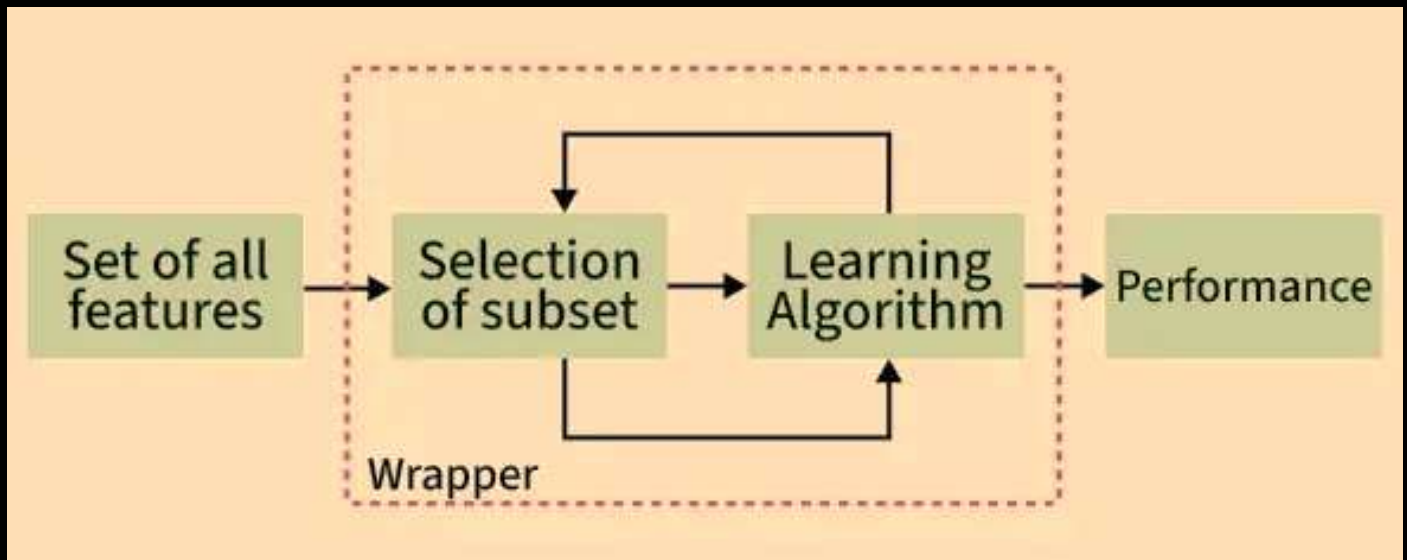 Set of all
features
Selection
of subset
Learning
Algorithm
Performance
Wrapper